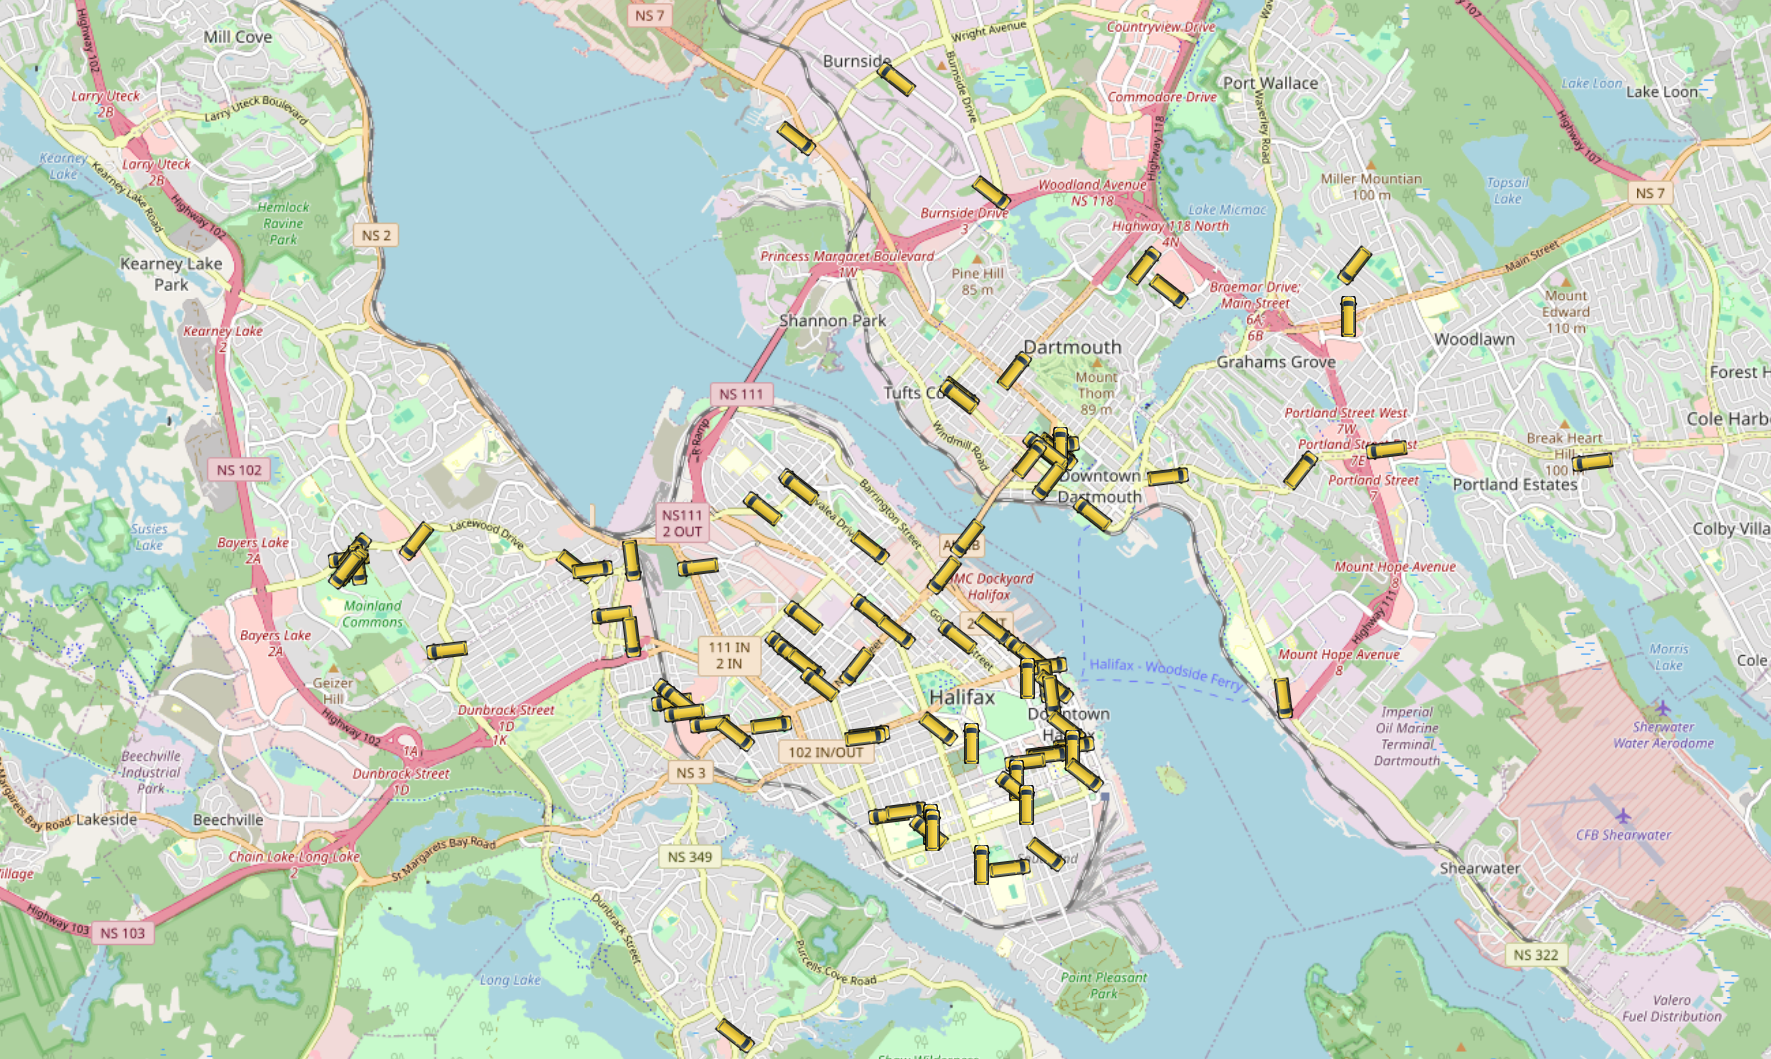 Highway 102
Mill Cove
NS 7
Wright Avenue
Countryview Drive
107
Burnside
Burnside Drive
Port Wallace
Lake Loon
Lake Loon
Larry Uteck
2B
Larry Uteck Boulevard
Commodore Drive
Highway 118
Waverley Road
Highway 107
Kearney
Lake
Kearney Lake Road
Larry Uteck
2B
Highway 102
Hemlock
Ravine
Park
NS 2
Woodland Avenue
NS 118
Miller Mountian
100 m
Topsail
Lake
NS 7
Burnside Drive
3
Lake Micmac
Highway 118 North
4N
Kearney Lake
Park
Princess Margaret Boulevard
1W
Pine Hill
85 m
Main Street
Braemar Drive;
Main Street
6A
6B
Mount
Edward
110 m
Kearney Lake
2
Shannon Park
Dartmouth
Grahams Grove
Woodlawn
Forest H
NS 111
Mount
Thom
89 m
Tufts Co
Windmill Road
Portland Street West
7W
7E
Portland Street
7
Cole Harbo
Break Heart
Hill
100 m
Portland Estates
NS 102
Ramp
Downtown
Dartmouth
Barrington Street
NS111
2 OUT
Lacewood Drive
Susies
Lake
Bayers Lake
2A
Colby Villa
Mount Hope Avenue
8
HMC Dockyard
Halifax
Mainland
Commons
Bayers Lake
2A
111 IN
2 IN
Highway 111
Mount Hope Avenue
8
Halifax - Woodside Ferry
Morris
Lake
Cole
Geizer
Hill
Highway 102
Dunbrack Street
1D
1K
Halifax
Downtown
Halifax
Imperial
Oil Marine
Terminal,
Dartmouth
Sherwater
Water Aerodome
Beechville
Industrial
Park
1A
Dunbrack Street
1D
102 IN/OUT
NS 3
Lakeside
Beechville
St Margarets Bay Road
Chain Lake-Long Lake
2
NS 349
CFB Shearwater
Shearwater
Highway 103
NS 103
Dunbrack Street
Purcells Cove Road
Long Lake
Point Pleasant
Park
NS 322
Valero
Fuel Distribution